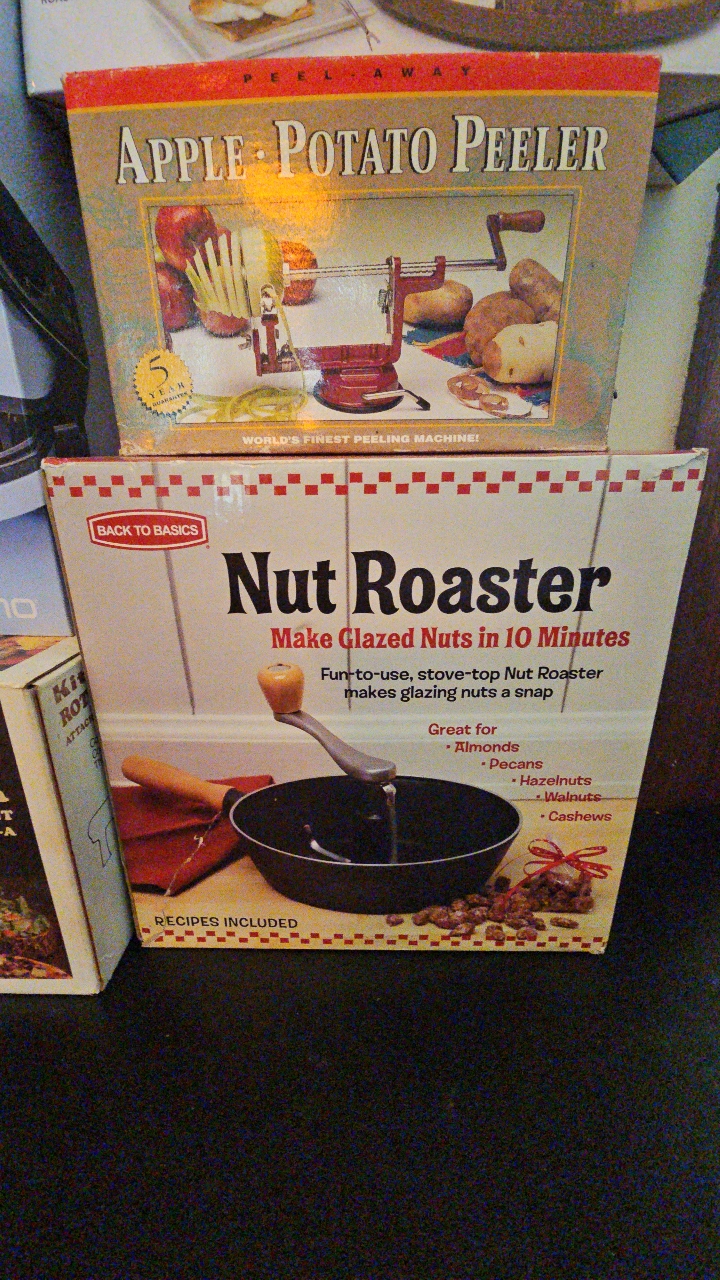 PEEL-AWAY
APPLE · POTATO PEELER
5
YEAR
GUARANTEE
WORLD'S FINEST PEELING MACHINE!
BACK TO BASICS
Nut Roaster
Make Glazed Nuts in 10 Minutes
Fun-to-use, stove-top Nut Roaster
makes glazing nuts a snap
Great for
· Almonds
· Pecans
· Hazelnuts
· Walnuts
· Cashews
RECIPES INCLUDED